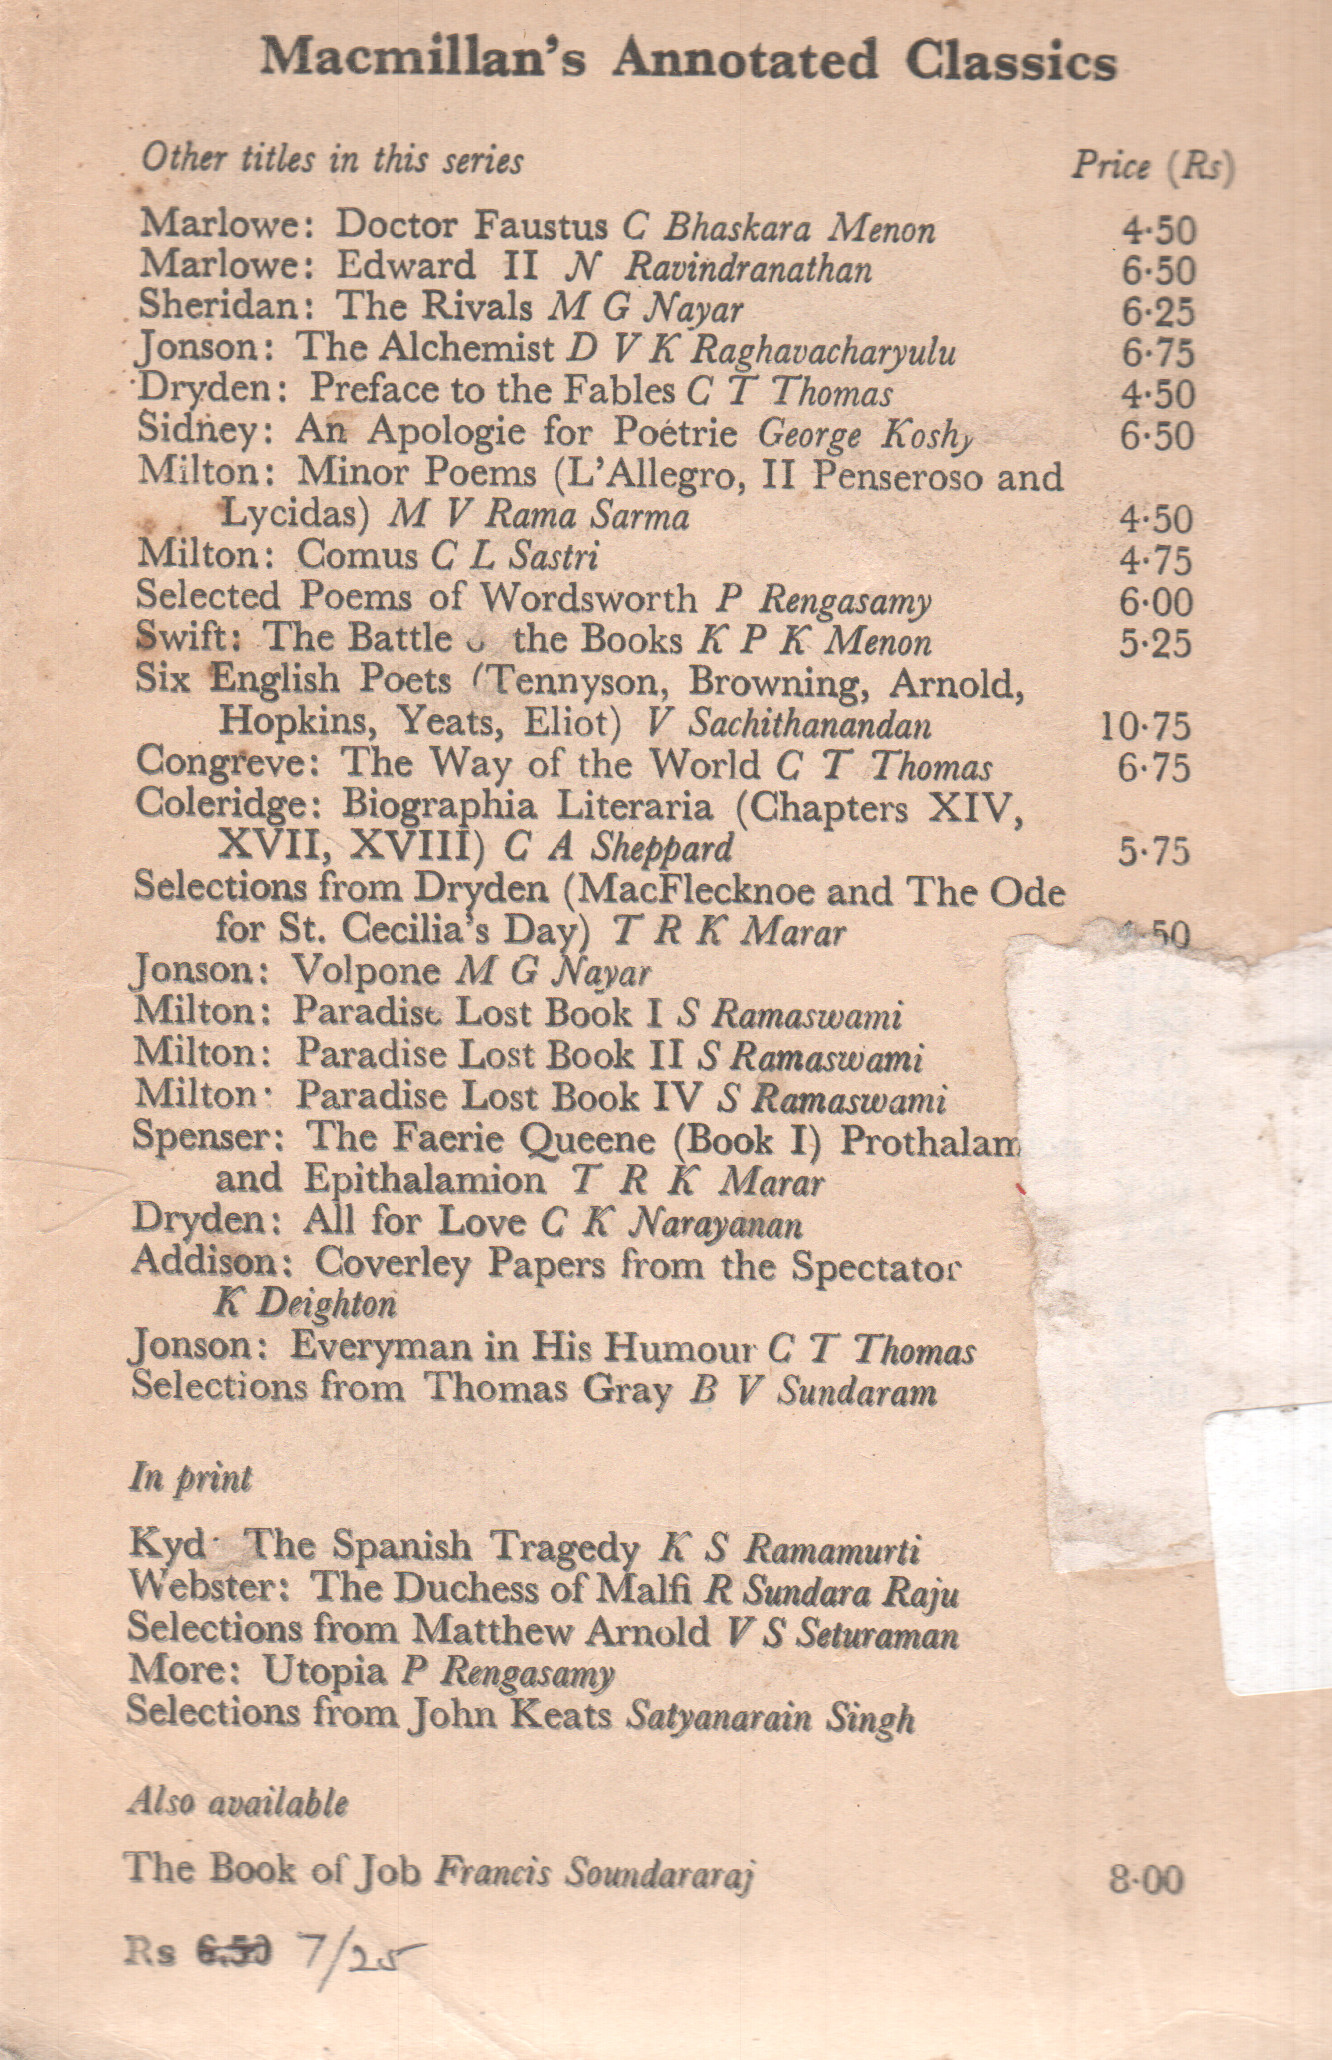 Macmillan's Annotated Classics
Other titles in this series Price (Rs)
Marlowe: Doctor Faustus C Bhaskara Menon 4·50
Marlowe: Edward II N Ravindranathan 6·50
Sheridan: The Rivals M G Nayar 6·25
Jonson: The Alchemist D V K Raghavacharyulu 6·75
Dryden: Preface to the Fables C T Thomas 4·50
Sidney: An Apologie for Poetrie George Koshy 6·50
Milton: Minor Poems (L'Allegro, II Penseroso and
Lycidas) M V Rama Sarma 4·50
Milton: Comus C L Sastri 4·75
Selected Poems of Wordsworth P Rengasamy 6·00
Swift: The Battle the Books K P K Menon 5·25
Six English Poets (Tennyson, Browning, Arnold,
Hopkins, Yeats, Eliot) V Sachithanandan 10·75
Congreve: The Way of the World C T Thomas 6·75
Coleridge: Biographia Literaria (Chapters XIV,
XVII, XVIII) C A Sheppard 5·75
Selections from Dryden (MacFlecknoe and The Ode
for St. Cecilia's Day) T R K Marar 4·50
Jonson: Volpone M G Nayar
Milton: Paradise Lost Book I S Ramaswami
Milton: Paradise Lost Book II S Ramaswami
Milton: Paradise Lost Book IV S Ramaswami
Spenser: The Faerie Queene (Book I) Prothalam
and Epithalamion T R K Marar
Dryden: All for Love C K Narayanan
Addison: Coverley Papers from the Spectator
K Deighton
Jonson: Everyman in His Humour C T Thomas
Selections from Thomas Gray B V Sundaram
In print
Kyd: The Spanish Tragedy K S Ramamurti
Webster: The Duchess of Malfi R Sundara Raju
Selections from Matthew Arnold V S Seturaman
More: Utopia P Rengasamy
Selections from John Keats Satyanarain Singh
Also available
The Book of Job Francis Soundararaj 8·00
Rs 6.50 7/25